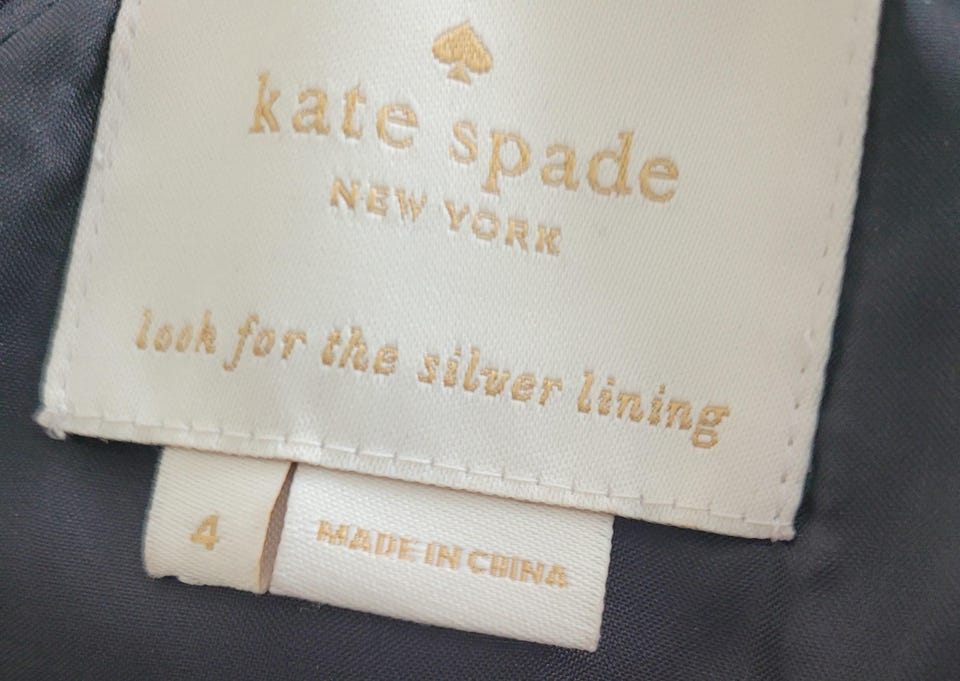 kate spade
NEW YORK
look for the silver lining
4
MADE IN CHINA